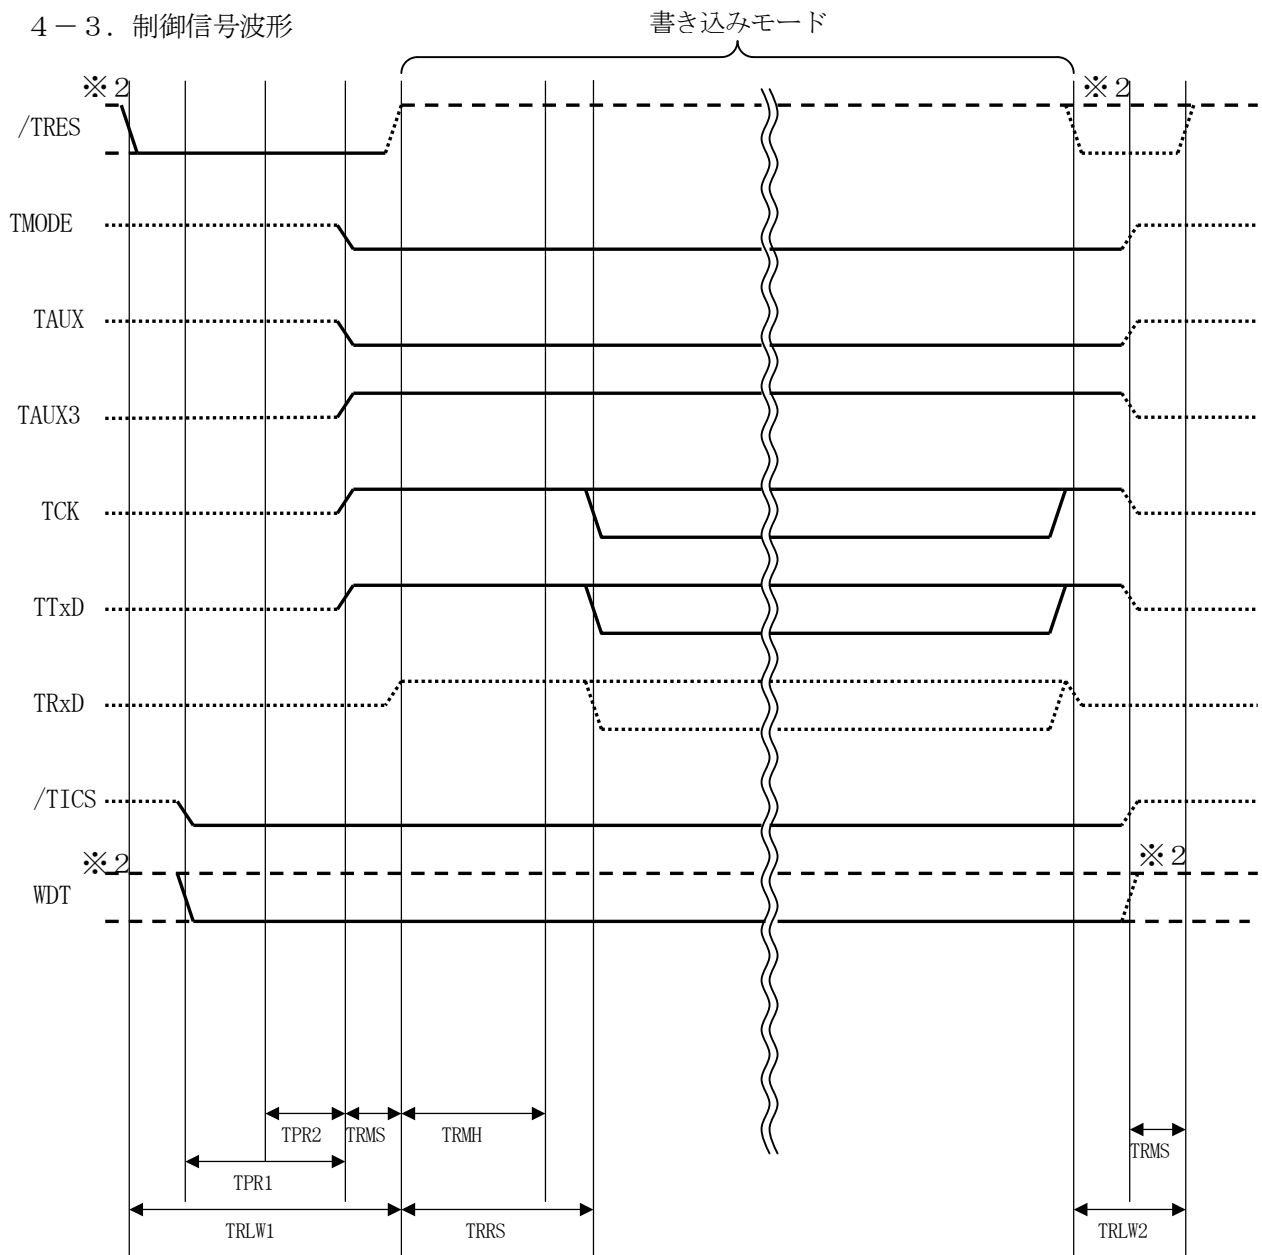 ４－３．制御信号波形
書き込みモード
※２
※２
/TRES
TMODE
TAUX
TAUX3
TCK
TTxD
TRxD
/TICS
※２
※２
WDT
TPR2
TRMS
TRMH
TRMS
TPR1
TRLW1
TRRS
TRLW2